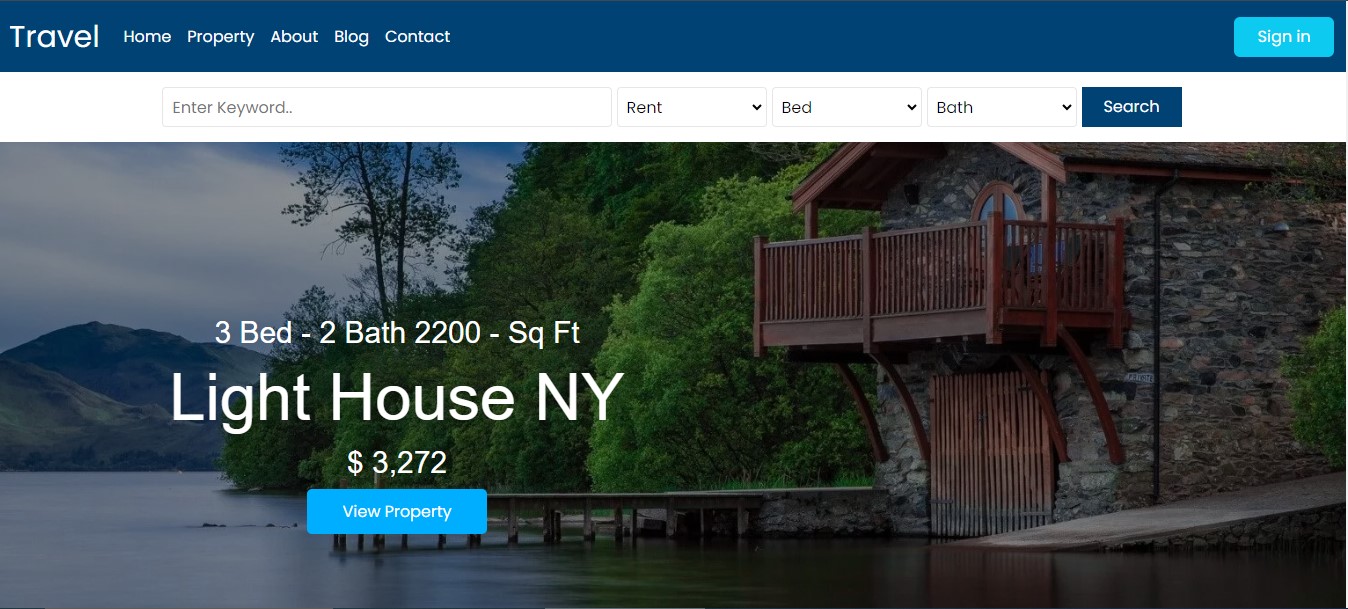 Travel Home Property About Blog Contact Sign in
Enter Keyword.. Rent Bed Bath Search
3 Bed - 2 Bath 2200 - Sq Ft
Light House NY
$ 3,272
View Property